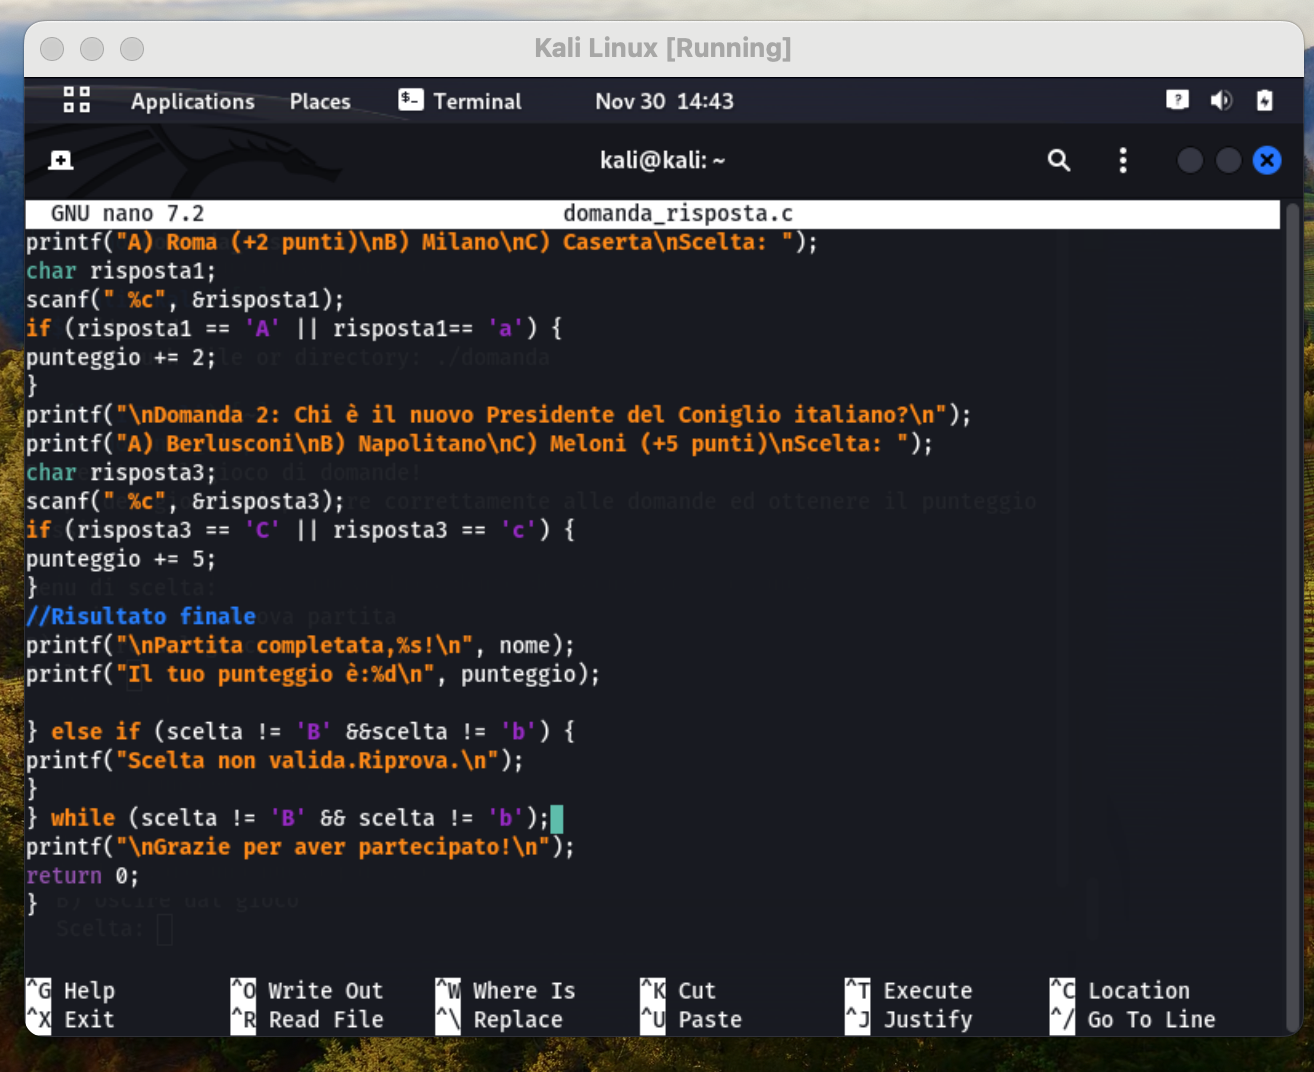 Kali Linux [Running]
Applications Places $- Terminal Nov 30 14:43
kali@kali: ~
GNU nano 7.2 domanda_risposta.c
printf("A) Roma (+2 punti)\nB) Milano\nC) Caserta\nScelta: ");
char risposta1;
scanf(" %c", &risposta1);
if (risposta1 == 'A' || risposta1== 'a') {
punteggio += 2;
}
printf("\nDomanda 2: Chi è il nuovo Presidente del Coniglio italiano?\n");
printf("A) Berlusconi\nB) Napolitano\nC) Meloni (+5 punti)\nScelta: ");
char risposta3;
scanf(" %c", &risposta3);
if (risposta3 == 'C' || risposta3 == 'c') {
punteggio += 5;
}
//Risultato finale
printf("\nPartita completata,%s!\n", nome);
printf("Il tuo punteggio è:%d\n", punteggio);
} else if (scelta != 'B' &&scelta != 'b') {
printf("Scelta non valida.Riprova.\n");
}
} while (scelta != 'B' && scelta != 'b');
printf("\nGrazie per aver partecipato!\n");
return 0;
}
B) Uscire dal gioco
Scelta:
^G Help ^O Write Out ^W Where Is ^K Cut ^T Execute ^C Location
^X Exit ^R Read File ^\ Replace ^U Paste ^J Justify ^/ Go To Line